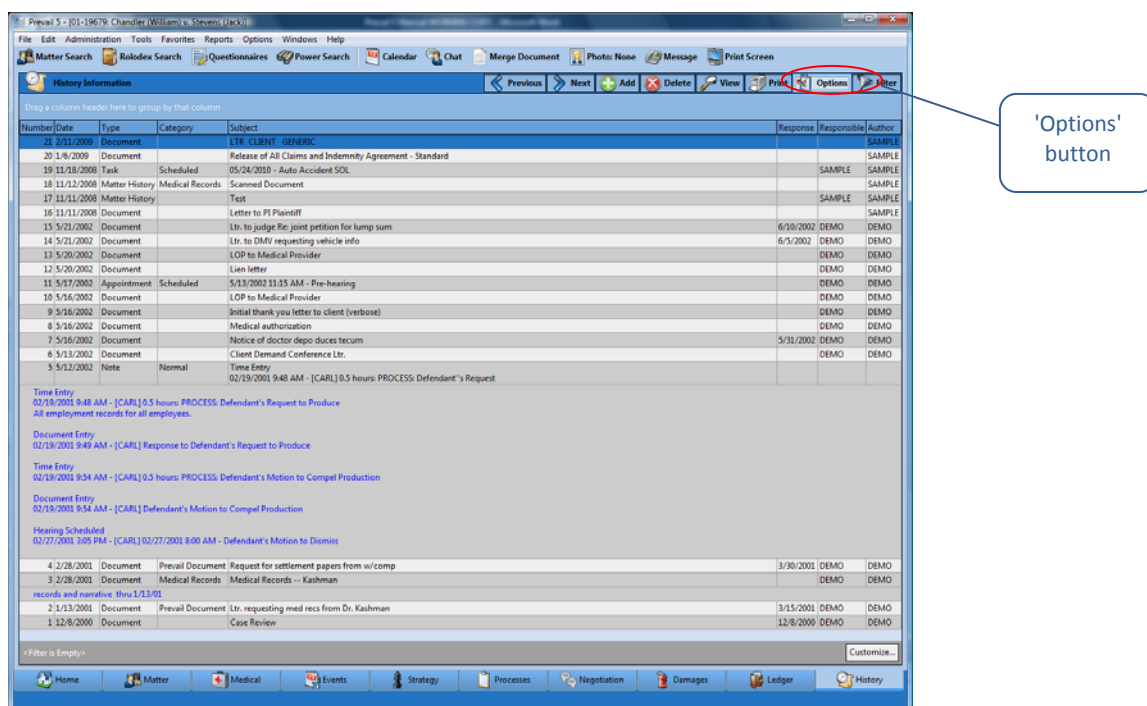 Prevail 5 - [01-19679: Chandler (William) v. Stevens (Jack)]
File Edit Administration Tools Favorites Reports Options Windows Help
Matter Search Rolodex Search Questionnaires Power Search Calendar Chat Merge Document Photo: None Message Print Screen
History Information Previous Next Add Delete View Print Options Filter
Drag a column header here to group by that column
Number Date Type Category Subject Response Responsible Author
21 2/11/2009 Document LTR CLIENT GENERIC SAMPLE
20 1/6/2009 Document Release of All Claims and Indemnity Agreement - Standard SAMPLE
19 11/18/2008 Task Scheduled 05/24/2010 - Auto Accident SOL SAMPLE SAMPLE
18 11/12/2008 Matter History Medical Records Scanned Document SAMPLE
17 11/11/2008 Matter History Test SAMPLE SAMPLE
16 11/11/2008 Document Letter to PI Plaintiff SAMPLE
15 5/21/2002 Document Ltr. to judge Re: joint petition for lump sum 6/10/2002 DEMO DEMO
14 5/21/2002 Document Ltr. to DMV requesting vehicle info 6/5/2002 DEMO DEMO
13 5/20/2002 Document LOP to Medical Provider DEMO DEMO
12 5/20/2002 Document Lien letter DEMO DEMO
11 5/17/2002 Appointment Scheduled 5/13/2002 11:15 AM - Pre-hearing DEMO DEMO
10 5/16/2002 Document LOP to Medical Provider DEMO DEMO
9 5/16/2002 Document Initial thank you letter to client (verbose) DEMO DEMO
8 5/16/2002 Document Medical authorization DEMO DEMO
7 5/16/2002 Document Notice of doctor depo duces tecum 5/31/2002 DEMO DEMO
6 5/13/2002 Document Client Demand Conference Ltr. DEMO DEMO
5 5/12/2002 Note Normal Time Entry
02/19/2001 9:48 AM - [CARL] 0.5 hours: PROCESS: Defendant''s Request
Time Entry
02/19/2001 9:48 AM - [CARL] 0.5 hours: PROCESS: Defendant's Request to Produce
All employment records for all employees.
Document Entry
02/19/2001 9:49 AM - [CARL] Response to Defendant's Request to Produce
Time Entry
02/19/2001 9:54 AM - [CARL] 0.5 hours: PROCESS: Defendant's Motion to Compel Production
Document Entry
02/19/2001 9:54 AM - [CARL] Defendant's Motion to Compel Production
Hearing Scheduled
02/27/2001 3:05 PM - [CARL] 02/27/2001 8:00 AM - Defendant's Motion to Dismiss
4 2/28/2001 Document Prevail Document Request for settlement papers from w/comp 3/30/2001 DEMO DEMO
3 2/28/2001 Document Medical Records Medical Records -- Kashman DEMO DEMO
records and narrative thru 1/13/01
2 1/13/2001 Document Prevail Document Ltr. requesting med recs from Dr. Kashman 3/15/2001 DEMO DEMO
1 12/8/2000 Document Case Review 12/8/2000 DEMO DEMO
<Filter is Empty> Customize...
Home Matter Medical Events Strategy Processes Negotiation Damages Ledger History
'Options'
button